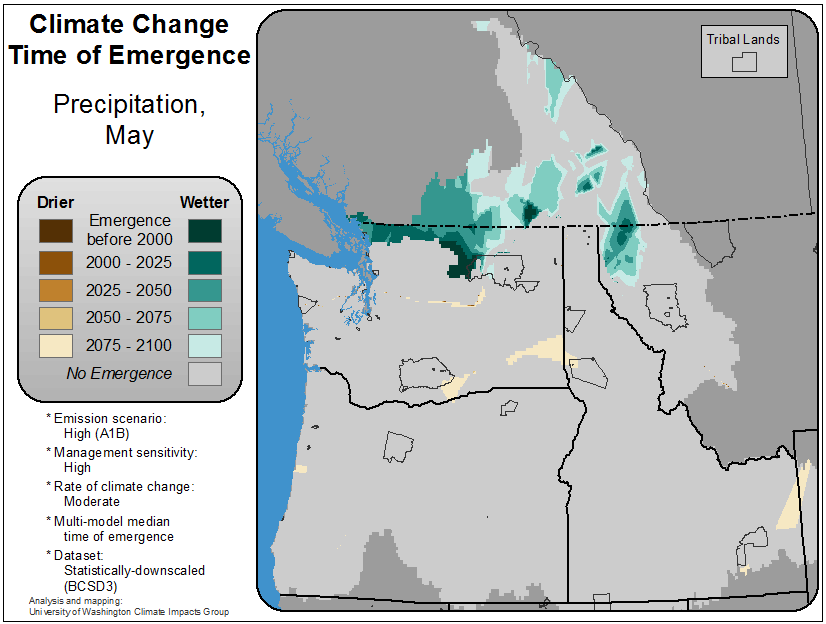 Climate Change
Time of Emergence
Precipitation,
May
Drier
Wetter
Emergence
before 2000
2000 - 2025
2025 - 2050
2050 - 2075
2075 - 2100
No Emergence
* Emission scenario:
High (A1B)
* Management sensitivity:
High
* Rate of climate change:
Moderate
* Multi-model median
time of emergence
* Dataset:
Statistically-downscaled
(BCSD3)
Analysis and mapping:
University of Washington Climate Impacts Group
Tribal Lands